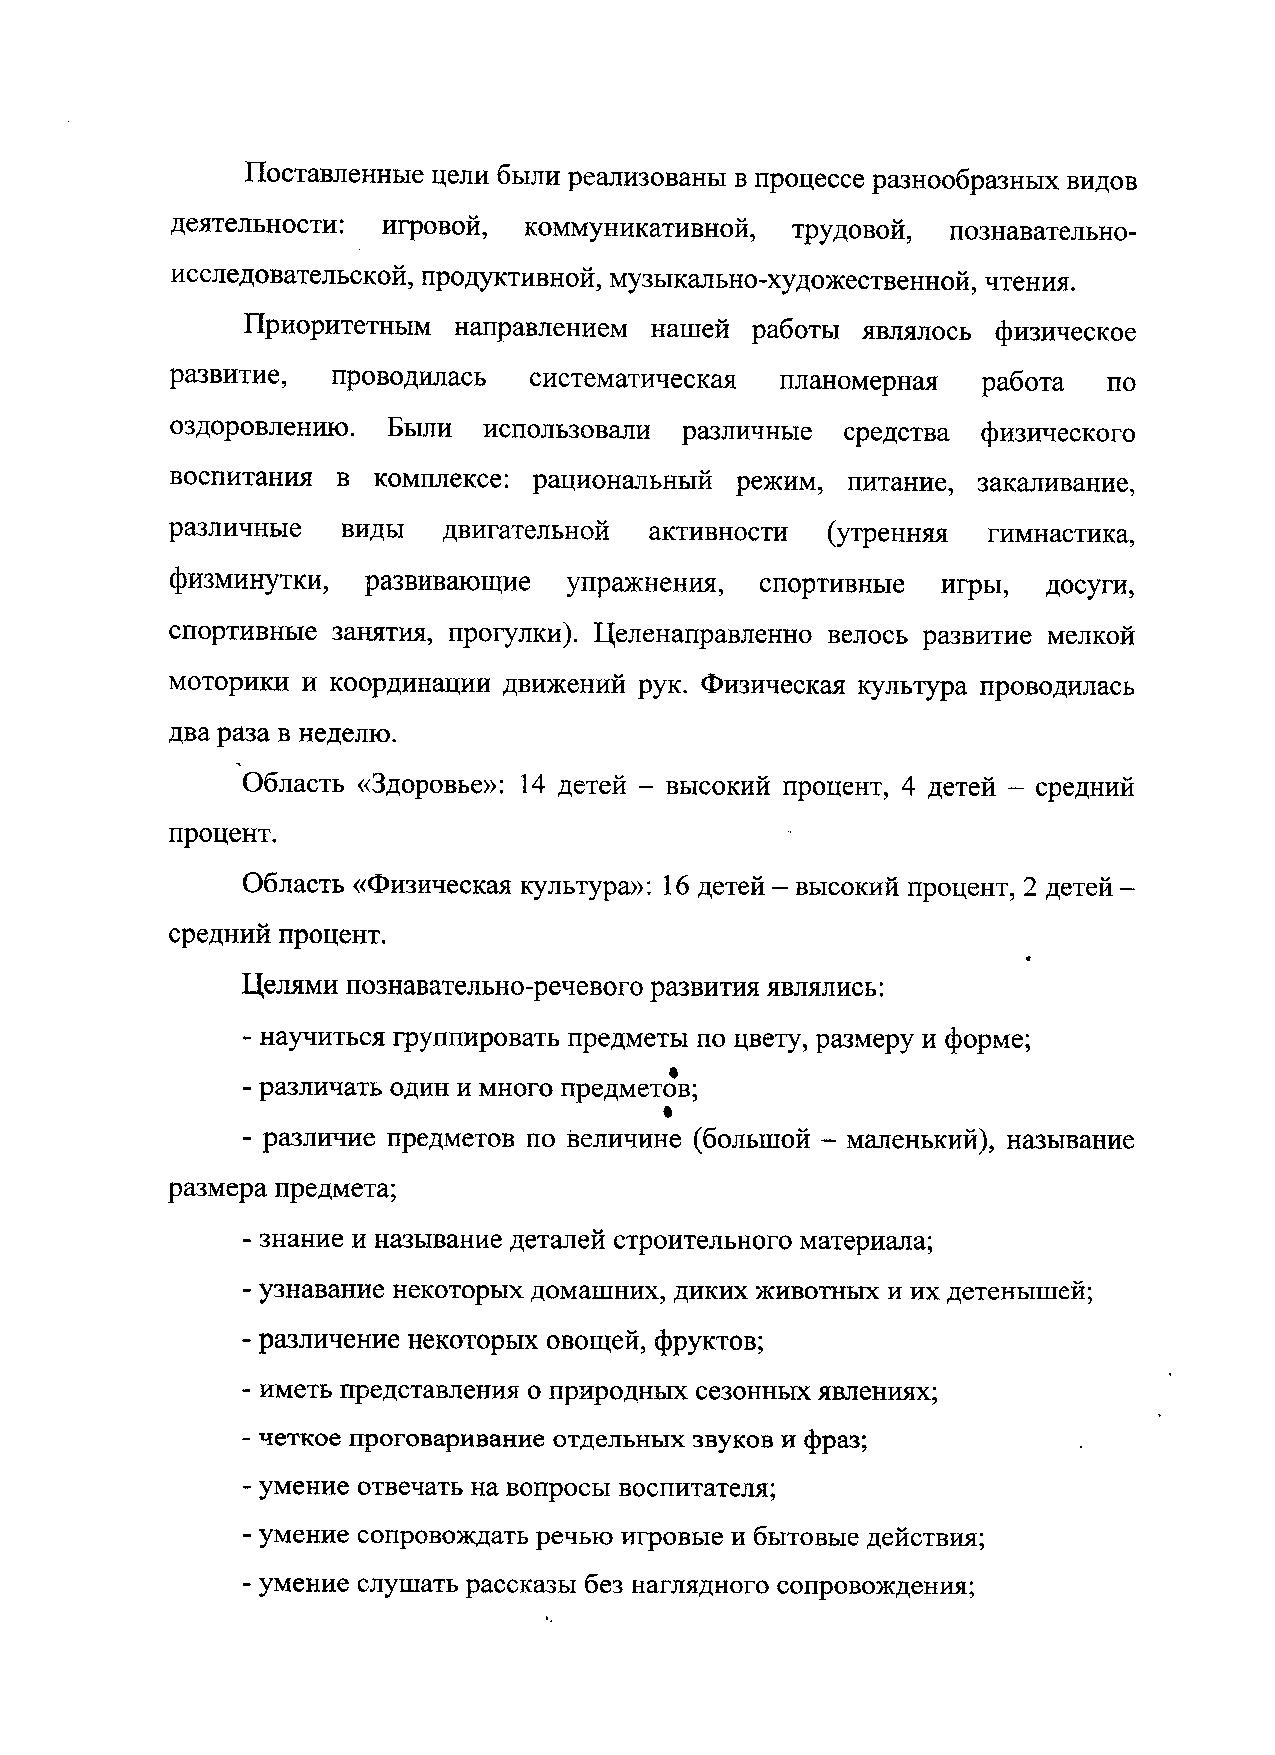 Поставленные цели были реализованы в процессе разнообразных видов
деятельности: игровой, коммуникативной, трудовой, познавательно-
исследовательской, продуктивной, музыкально-художественной, чтения.
Приоритетным направлением нашей работы являлось физическое
развитие, проводилась систематическая планомерная работа по
оздоровлению. Были использовали различные средства физического
воспитания в комплексе: рациональный режим, питание, закаливание,
различные виды двигательной активности (утренняя гимнастика,
физминутки, развивающие упражнения, спортивные игры, досуги,
спортивные занятия, прогулки). Целенаправленно велось развитие мелкой
моторики и координации движений рук. Физическая культура проводилась
два раза в неделю.
Область «Здоровье»: 14 детей – высокий процент, 4 детей – средний
процент.
Область «Физическая культура»: 16 детей – высокий процент, 2 детей –
средний процент.
Целями познавательно-речевого развития являлись:
- научиться группировать предметы по цвету, размеру и форме;
- различать один и много предметов;
- различие предметов по величине (большой – маленький), называние
размера предмета;
- знание и называние деталей строительного материала;
- узнавание некоторых домашних, диких животных и их детенышей;
- различение некоторых овощей, фруктов;
- иметь представления о природных сезонных явлениях;
- четкое проговаривание отдельных звуков и фраз;
- умение отвечать на вопросы воспитателя;
- умение сопровождать речью игровые и бытовые действия;
- умение слушать рассказы без наглядного сопровождения;